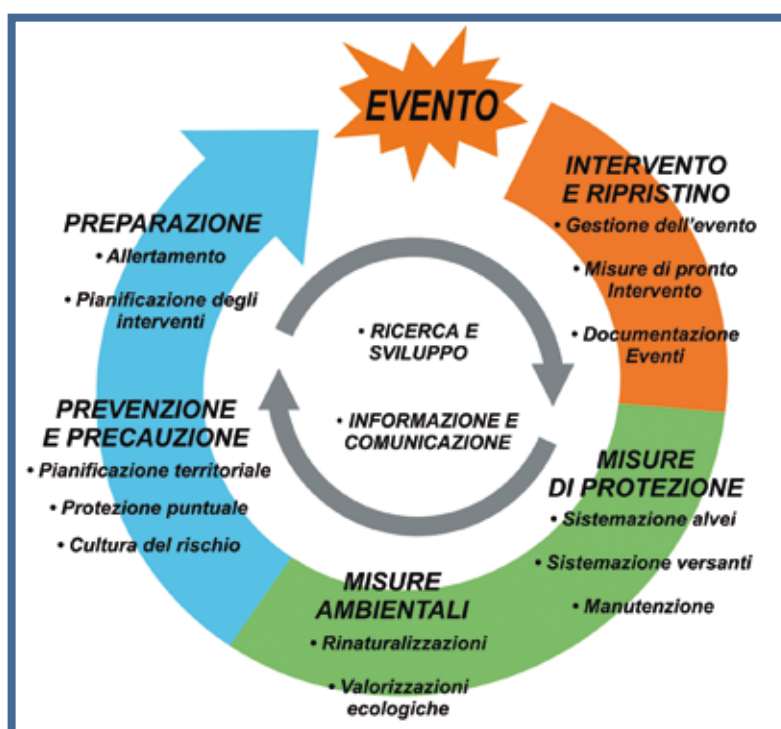 EVENTO
INTERVENTO
E RIPRISTINO
• Gestione dell'evento
• Misure di pronto
Intervento
• Documentazione
Eventi
MISURE
DI PROTEZIONE
• Sistemazione alvei
• Sistemazione versanti
• Manutenzione
MISURE
AMBIENTALI
• Rinaturalizzazioni
• Valorizzazioni
ecologiche
PREVENZIONE
E PRECAUZIONE
• Pianificazione territoriale
• Protezione puntuale
• Cultura del rischio
PREPARAZIONE
• Allertamento
• Pianificazione degli
interventi
• RICERCA E
SVILUPPO
• INFORMAZIONE E
COMUNICAZIONE